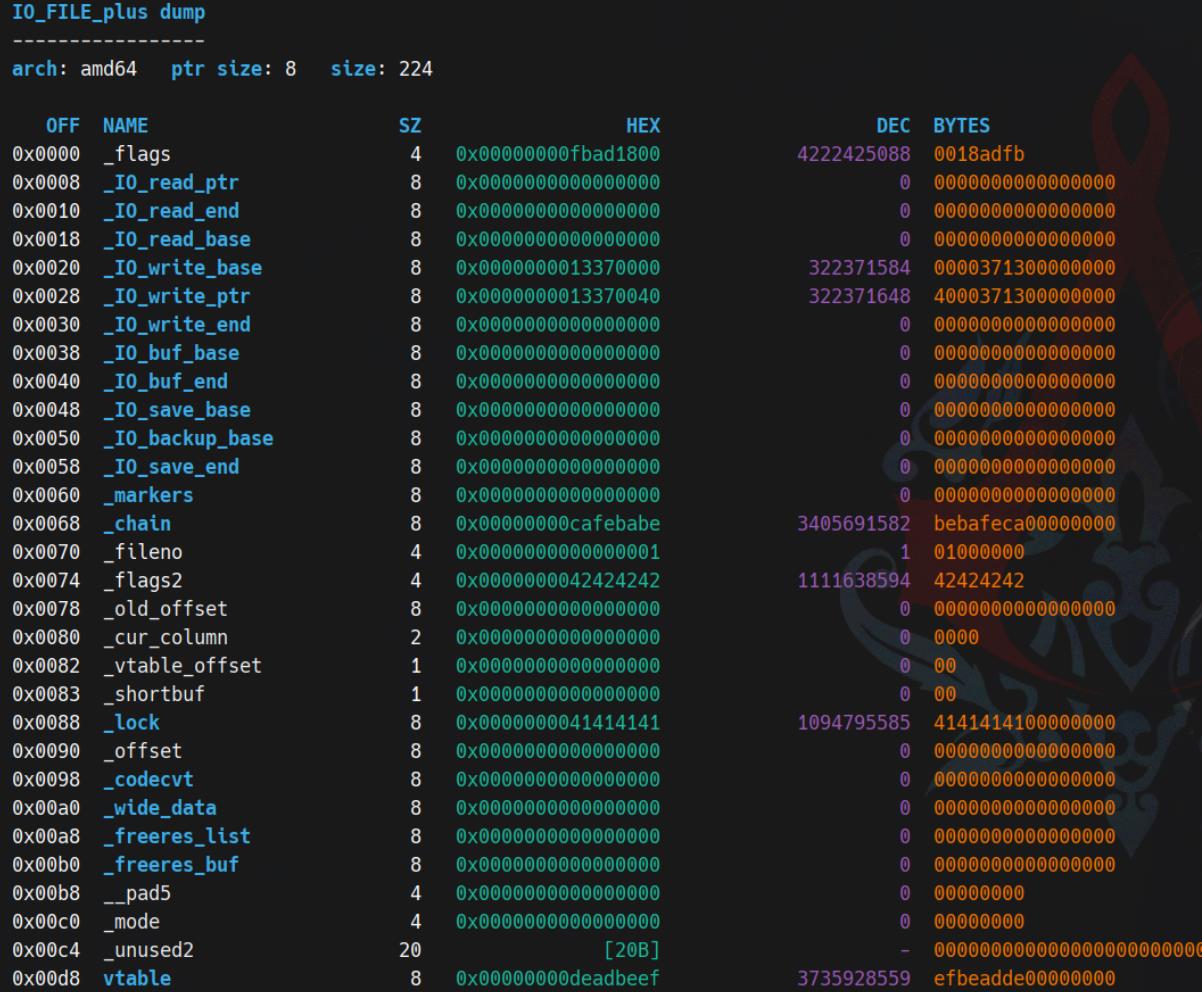 IO_FILE_plus dump
-----------------
arch: amd64   ptr size: 8   size: 224
OFF  NAME  SZ  HEX  DEC  BYTES
0x0000  _flags  4  0x00000000fbad1800  4222425088  0018adfb
0x0008  _IO_read_ptr  8  0x0000000000000000  0  0000000000000000
0x0010  _IO_read_end  8  0x0000000000000000  0  0000000000000000
0x0018  _IO_read_base  8  0x0000000000000000  0  0000000000000000
0x0020  _IO_write_base  8  0x0000000013370000  322371584  0000371300000000
0x0028  _IO_write_ptr  8  0x0000000013370040  322371648  4000371300000000
0x0030  _IO_write_end  8  0x0000000000000000  0  0000000000000000
0x0038  _IO_buf_base  8  0x0000000000000000  0  0000000000000000
0x0040  _IO_buf_end  8  0x0000000000000000  0  0000000000000000
0x0048  _IO_save_base  8  0x0000000000000000  0  0000000000000000
0x0050  _IO_backup_base  8  0x0000000000000000  0  0000000000000000
0x0058  _IO_save_end  8  0x0000000000000000  0  0000000000000000
0x0060  _markers  8  0x0000000000000000  0  0000000000000000
0x0068  _chain  8  0x00000000cafebabe  3405691582  bebafeca00000000
0x0070  _fileno  4  0x0000000000000001  1  01000000
0x0074  _flags2  4  0x0000000042424242  1111638594  42424242
0x0078  _old_offset  8  0x0000000000000000  0  0000000000000000
0x0080  _cur_column  2  0x0000000000000000  0  0000
0x0082  _vtable_offset  1  0x0000000000000000  0  00
0x0083  _shortbuf  1  0x0000000000000000  0  00
0x0088  _lock  8  0x0000000041414141  1094795585  4141414100000000
0x0090  _offset  8  0x0000000000000000  0  0000000000000000
0x0098  _codecvt  8  0x0000000000000000  0  0000000000000000
0x00a0  _wide_data  8  0x0000000000000000  0  0000000000000000
0x00a8  _freeres_list  8  0x0000000000000000  0  0000000000000000
0x00b0  _freeres_buf  8  0x0000000000000000  0  0000000000000000
0x00b8  __pad5  4  0x0000000000000000  0  00000000
0x00c0  _mode  4  0x0000000000000000  0  00000000
0x00c4  _unused2  20  [20B]  –  000000000000000000000000
0x00d8  vtable  8  0x00000000deadbeef  3735928559  efbeadde00000000